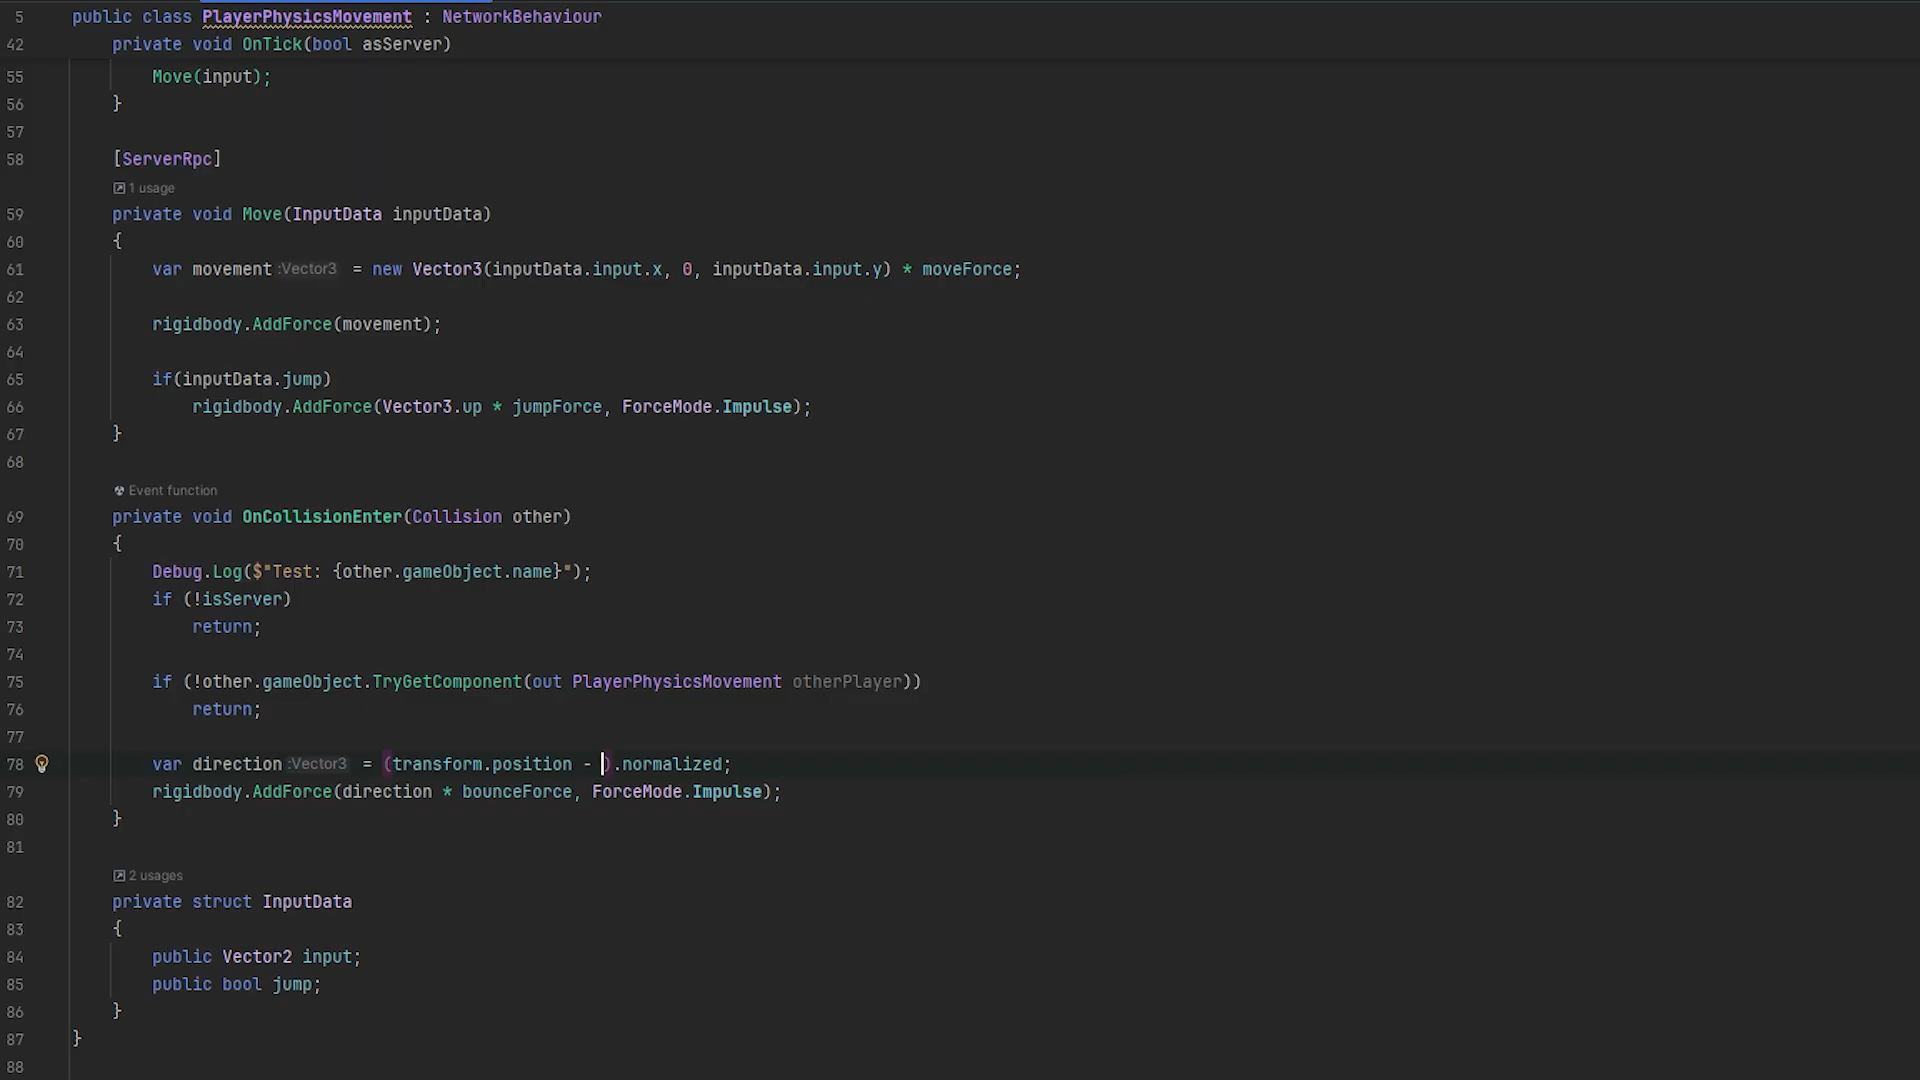 5 public class PlayerPhysicsMovement : NetworkBehaviour
42 private void OnTick(bool asServer)
55 Move(input);
56 }
57
58 [ServerRpc]
1 usage
59 private void Move(InputData inputData)
60 {
61 var movement :Vector3 = new Vector3(inputData.input.x, 0, inputData.input.y) * moveForce;
62
63 rigidbody.AddForce(movement);
64
65 if(inputData.jump)
66 rigidbody.AddForce(Vector3.up * jumpForce, ForceMode.Impulse);
67 }
68
Event function
69 private void OnCollisionEnter(Collision other)
70 {
71 Debug.Log($"Test: {other.gameObject.name}");
72 if (!isServer)
73 return;
74
75 if (!other.gameObject.TryGetComponent(out PlayerPhysicsMovement otherPlayer))
76 return;
77
78 var direction :Vector3 = (transform.position - ).normalized;
79 rigidbody.AddForce(direction * bounceForce, ForceMode.Impulse);
80 }
81
2 usages
82 private struct InputData
83 {
84 public Vector2 input;
85 public bool jump;
86 }
87 }
88